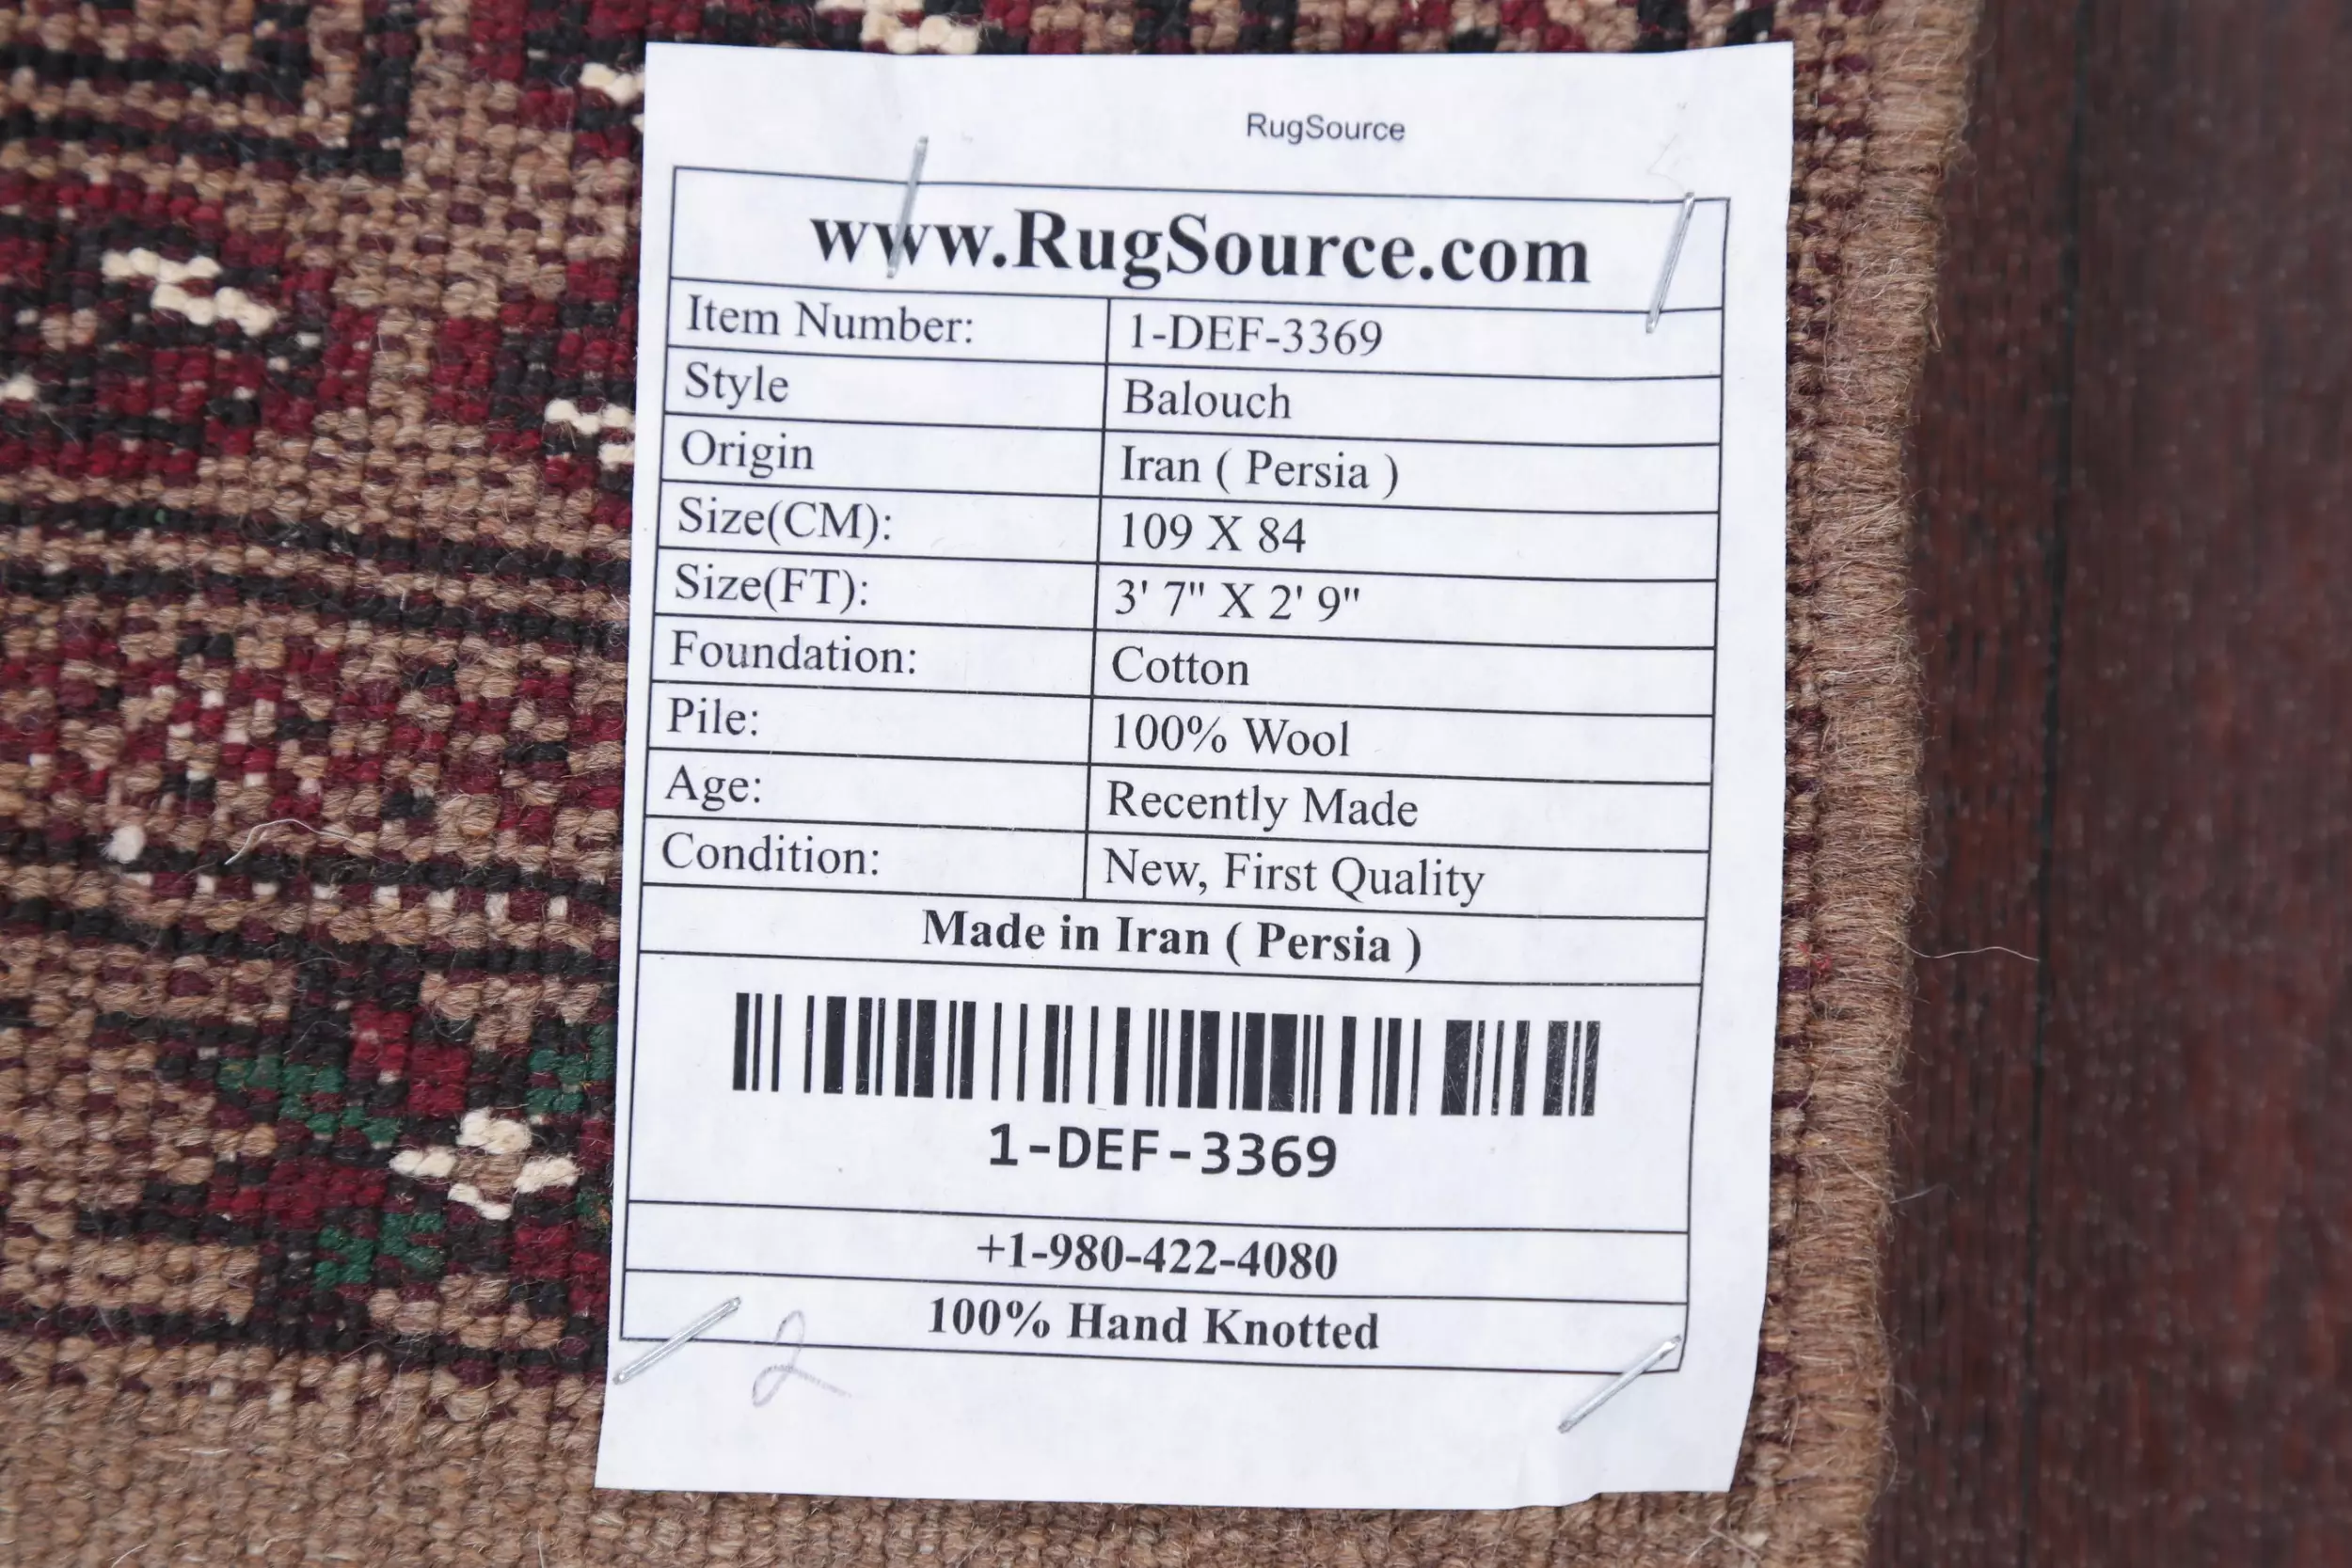 RugSource
www.RugSource.com
Item Number: 1-DEF-3369
Style Balouch
Origin Iran ( Persia )
Size(CM): 109 X 84
Size(FT): 3' 7" X 2' 9"
Foundation: Cotton
Pile: 100% Wool
Age: Recently Made
Condition: New, First Quality
Made in Iran ( Persia )
1-DEF-3369
+1-980-422-4080
100% Hand Knotted
2